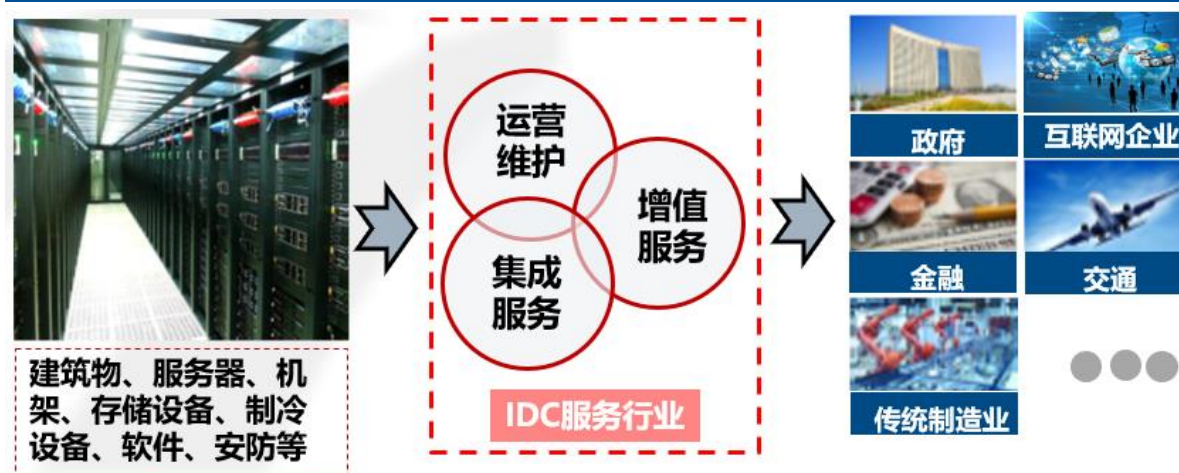 建筑物、服务器、机
架、存储设备、制冷
设备、软件、安防等
运营
维护
增值
服务
集成
服务
IDC服务行业
政府
互联网企业
金融
交通
传统制造业